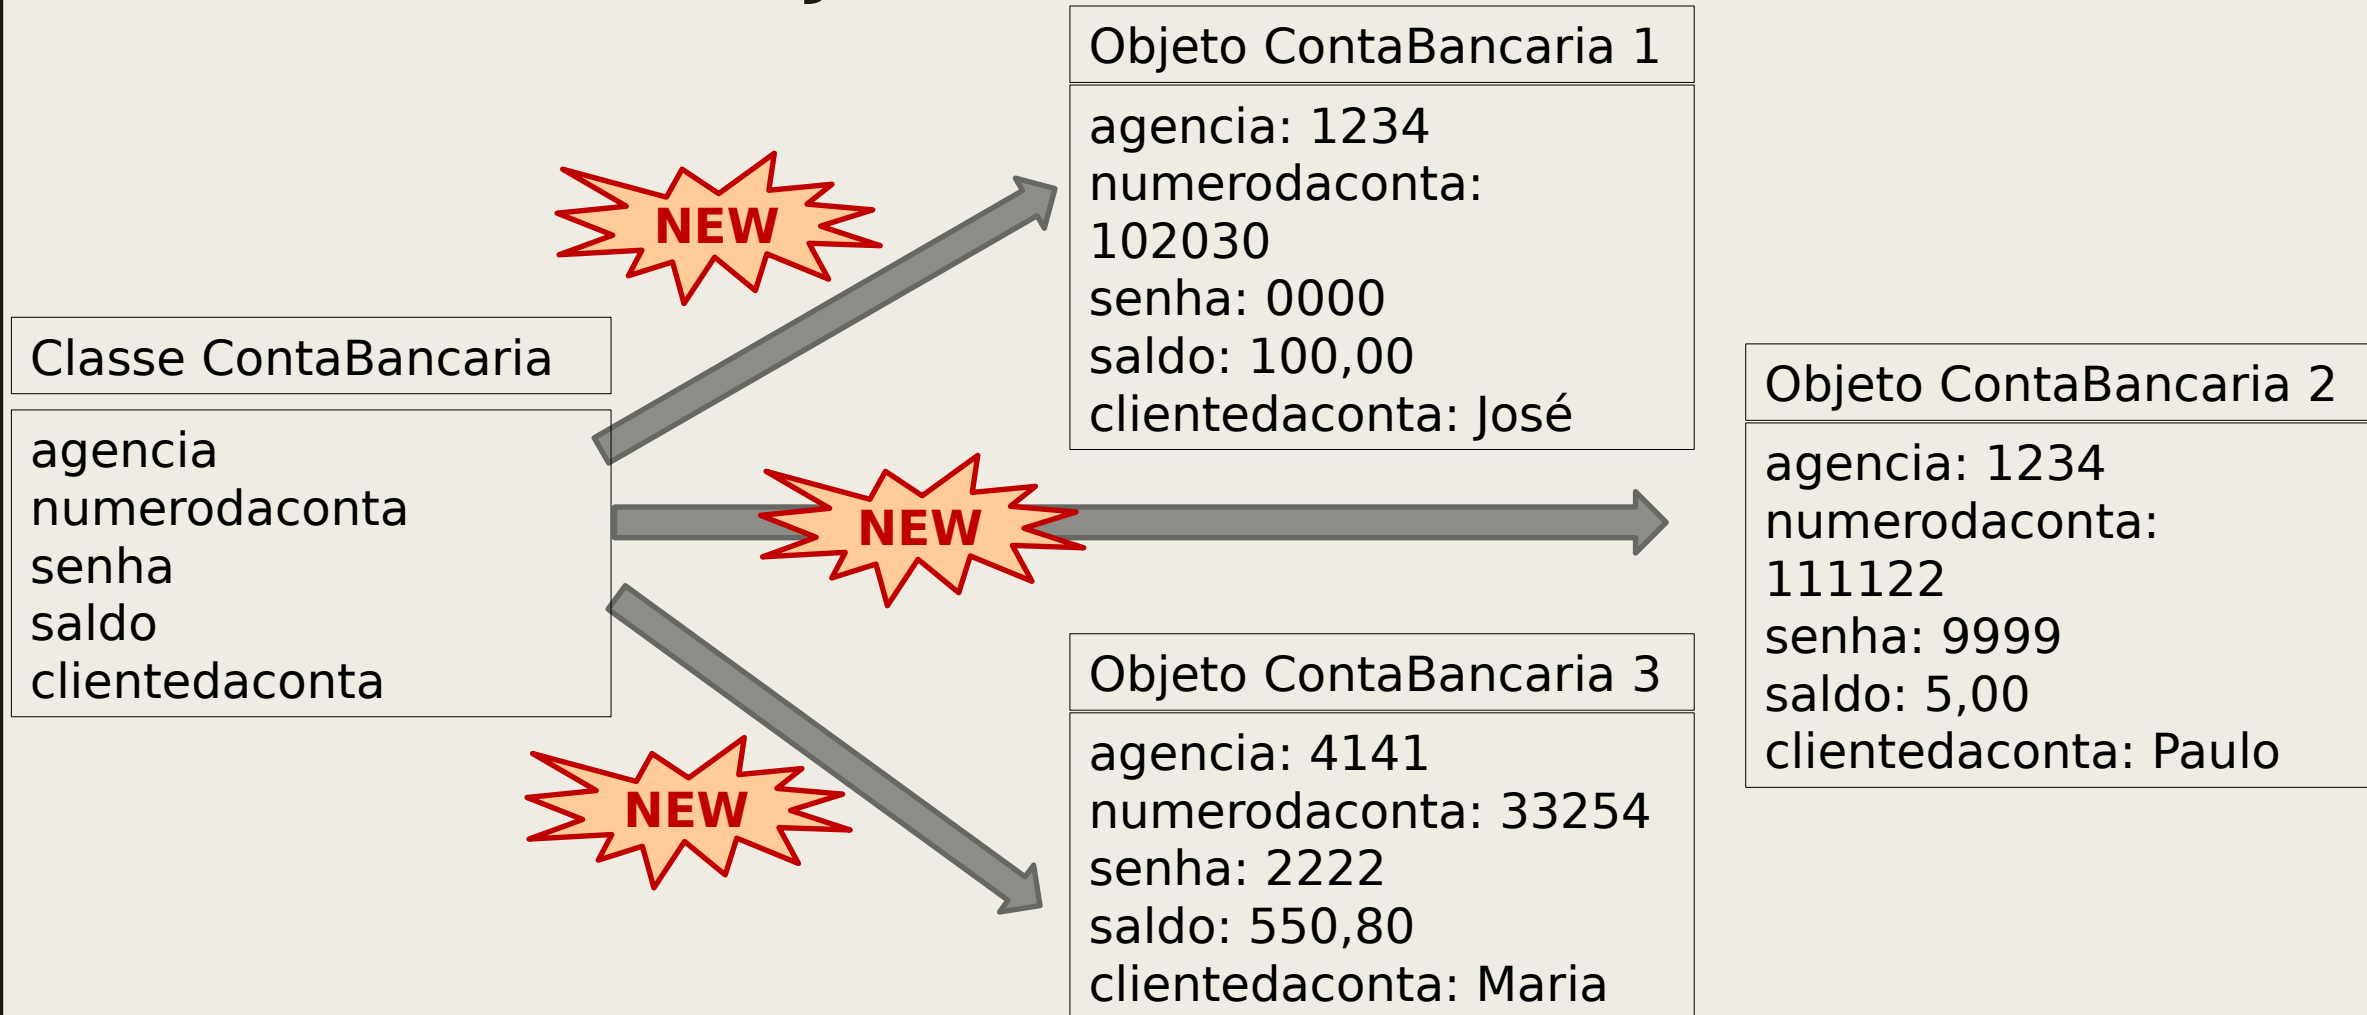 Objeto ContaBancaria 1
agencia: 1234
numerodaconta:
102030
senha: 0000
saldo: 100,00
clientedaconta: José
NEW
Classe ContaBancaria
agencia
numerodaconta
senha
saldo
clientedaconta
NEW
Objeto ContaBancaria 2
agencia: 1234
numerodaconta:
111122
senha: 9999
saldo: 5,00
clientedaconta: Paulo
NEW
Objeto ContaBancaria 3
agencia: 4141
numerodaconta: 33254
senha: 2222
saldo: 550,80
clientedaconta: Maria